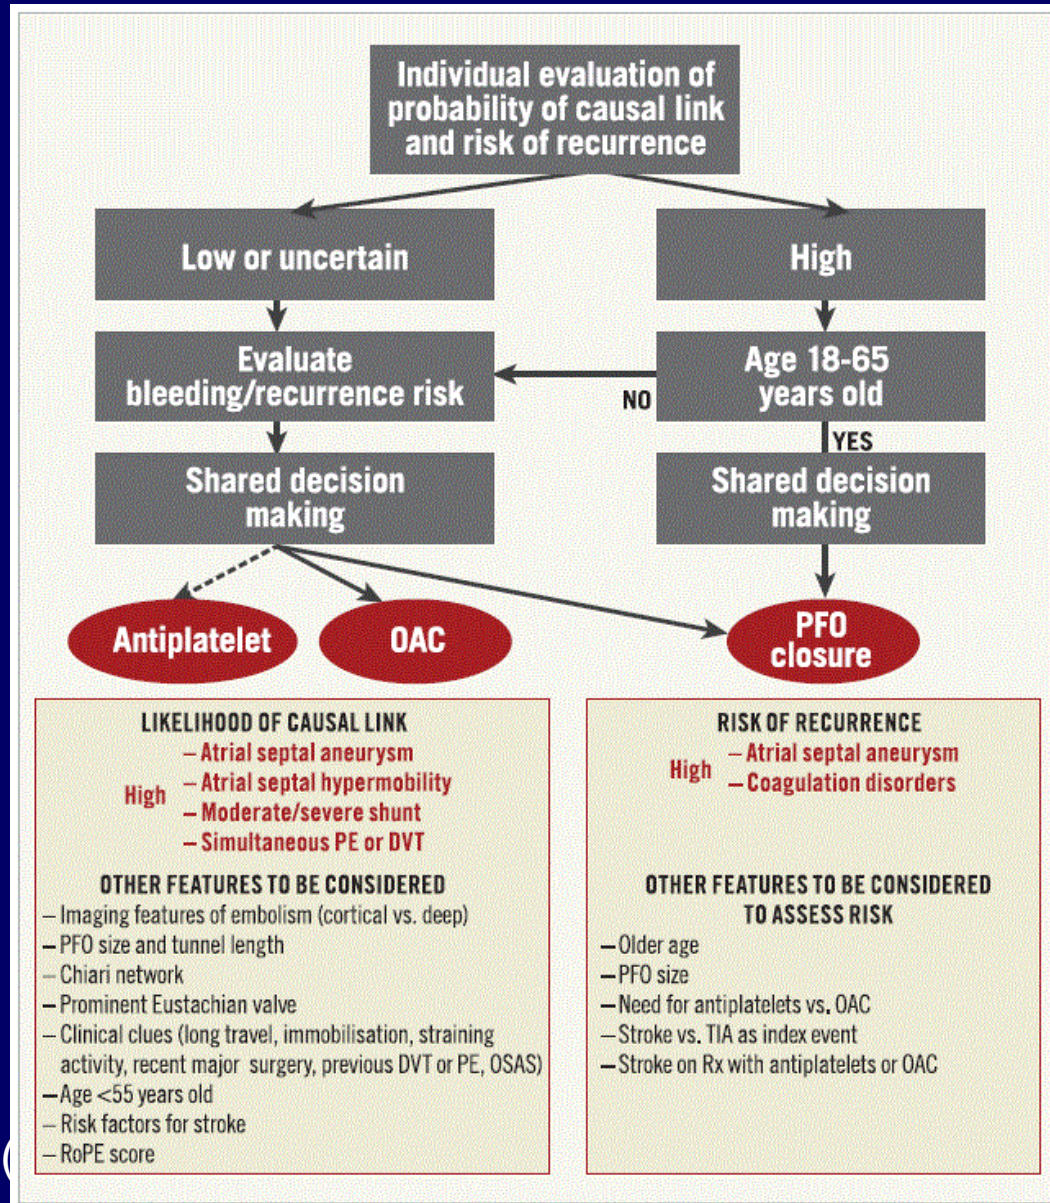 Individual evaluation of
probability of causal link
and risk of recurrence
Low or uncertain
High
Evaluate
bleeding/recurrence risk
NO
Age 18-65
years old
YES
Shared decision
making
Shared decision
making
Antiplatelet
OAC
PFO
closure
LIKELIHOOD OF CAUSAL LINK
High
– Atrial septal aneurysm
– Atrial septal hypermobility
– Moderate/severe shunt
– Simultaneous PE or DVT
OTHER FEATURES TO BE CONSIDERED
– Imaging features of embolism (cortical vs. deep)
– PFO size and tunnel length
– Chiari network
– Prominent Eustachian valve
– Clinical clues (long travel, immobilisation, straining
activity, recent major surgery, previous DVT or PE, OSAS)
– Age <55 years old
– Risk factors for stroke
– RoPE score
RISK OF RECURRENCE
High
– Atrial septal aneurysm
– Coagulation disorders
OTHER FEATURES TO BE CONSIDERED
TO ASSESS RISK
– Older age
– PFO size
– Need for antiplatelets vs. OAC
– Stroke vs. TIA as index event
– Stroke on Rx with antiplatelets or OAC
(